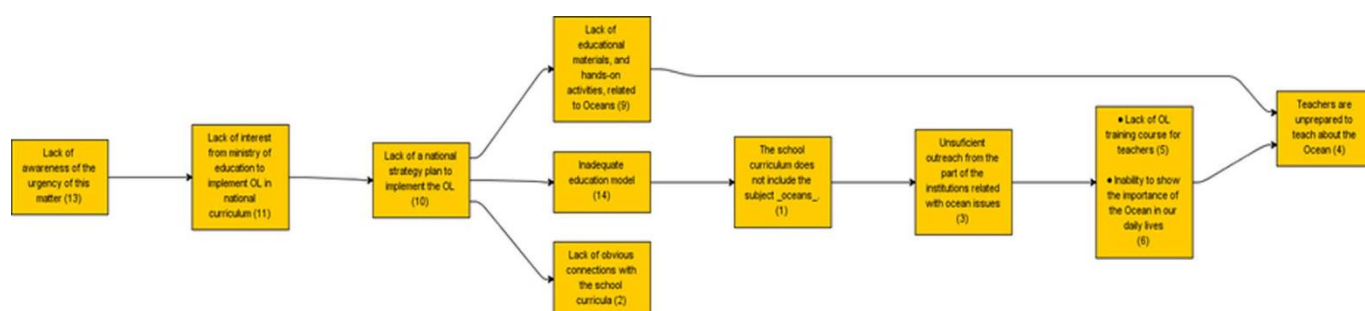 Lack of
awareness of the
urgency of this
matter (13)
Lack of interest
from ministry of
education to
implement OL in
national
curriculum (11)
Lack of a national
strategy plan to
implement the OL
(10)
Lack of
educational
materials, and
hands-on
activities, related
to Oceans (9)
Inadequate
education model
(14)
Lack of obvious
connections with
the school
curricula (2)
The school
curriculum does
not include the
subject _oceans_.
(1)
Unsuficient
outreach from the
part of the
institutions related
with ocean issues
(3)
● Lack of OL
training course for
teachers (5)
● Inability to show
the importance of
the Ocean in our
daily lives
(6)
Teachers are
unprepared to
teach about the
Ocean (4)